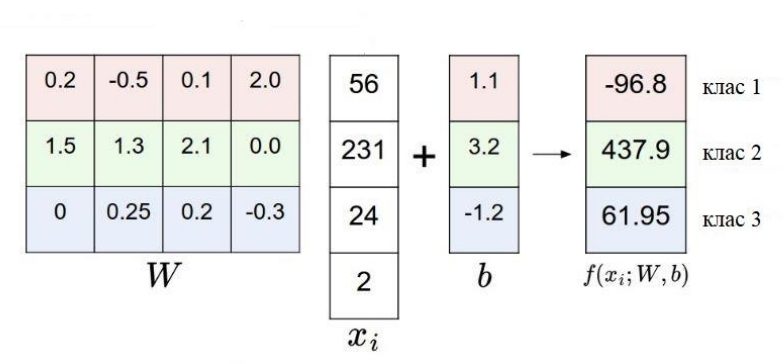 0.2 -0.5 0.1 2.0 56 1.1 -96.8 клас 1
1.5 1.3 2.1 0.0 231 + 3.2 → 437.9 клас 2
0 0.25 0.2 -0.3 24 -1.2 61.95 клас 3
W 2 b f(x_i; W, b)
x_i